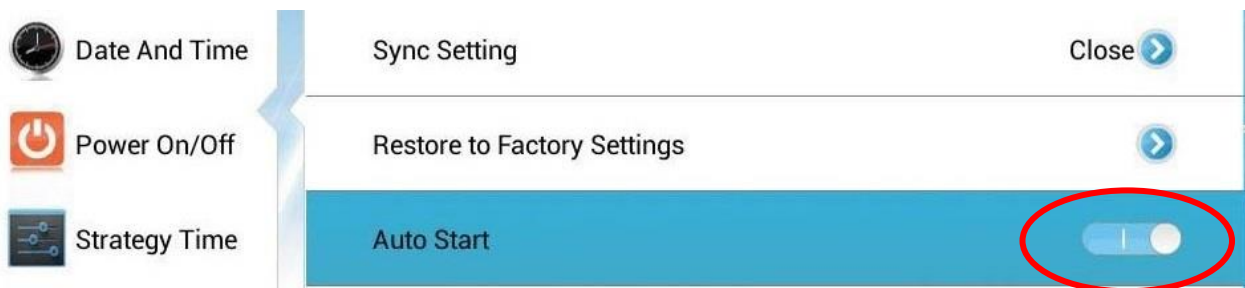 Date And Time
Sync Setting
Close
Power On/Off
Restore to Factory Settings
Strategy Time
Auto Start